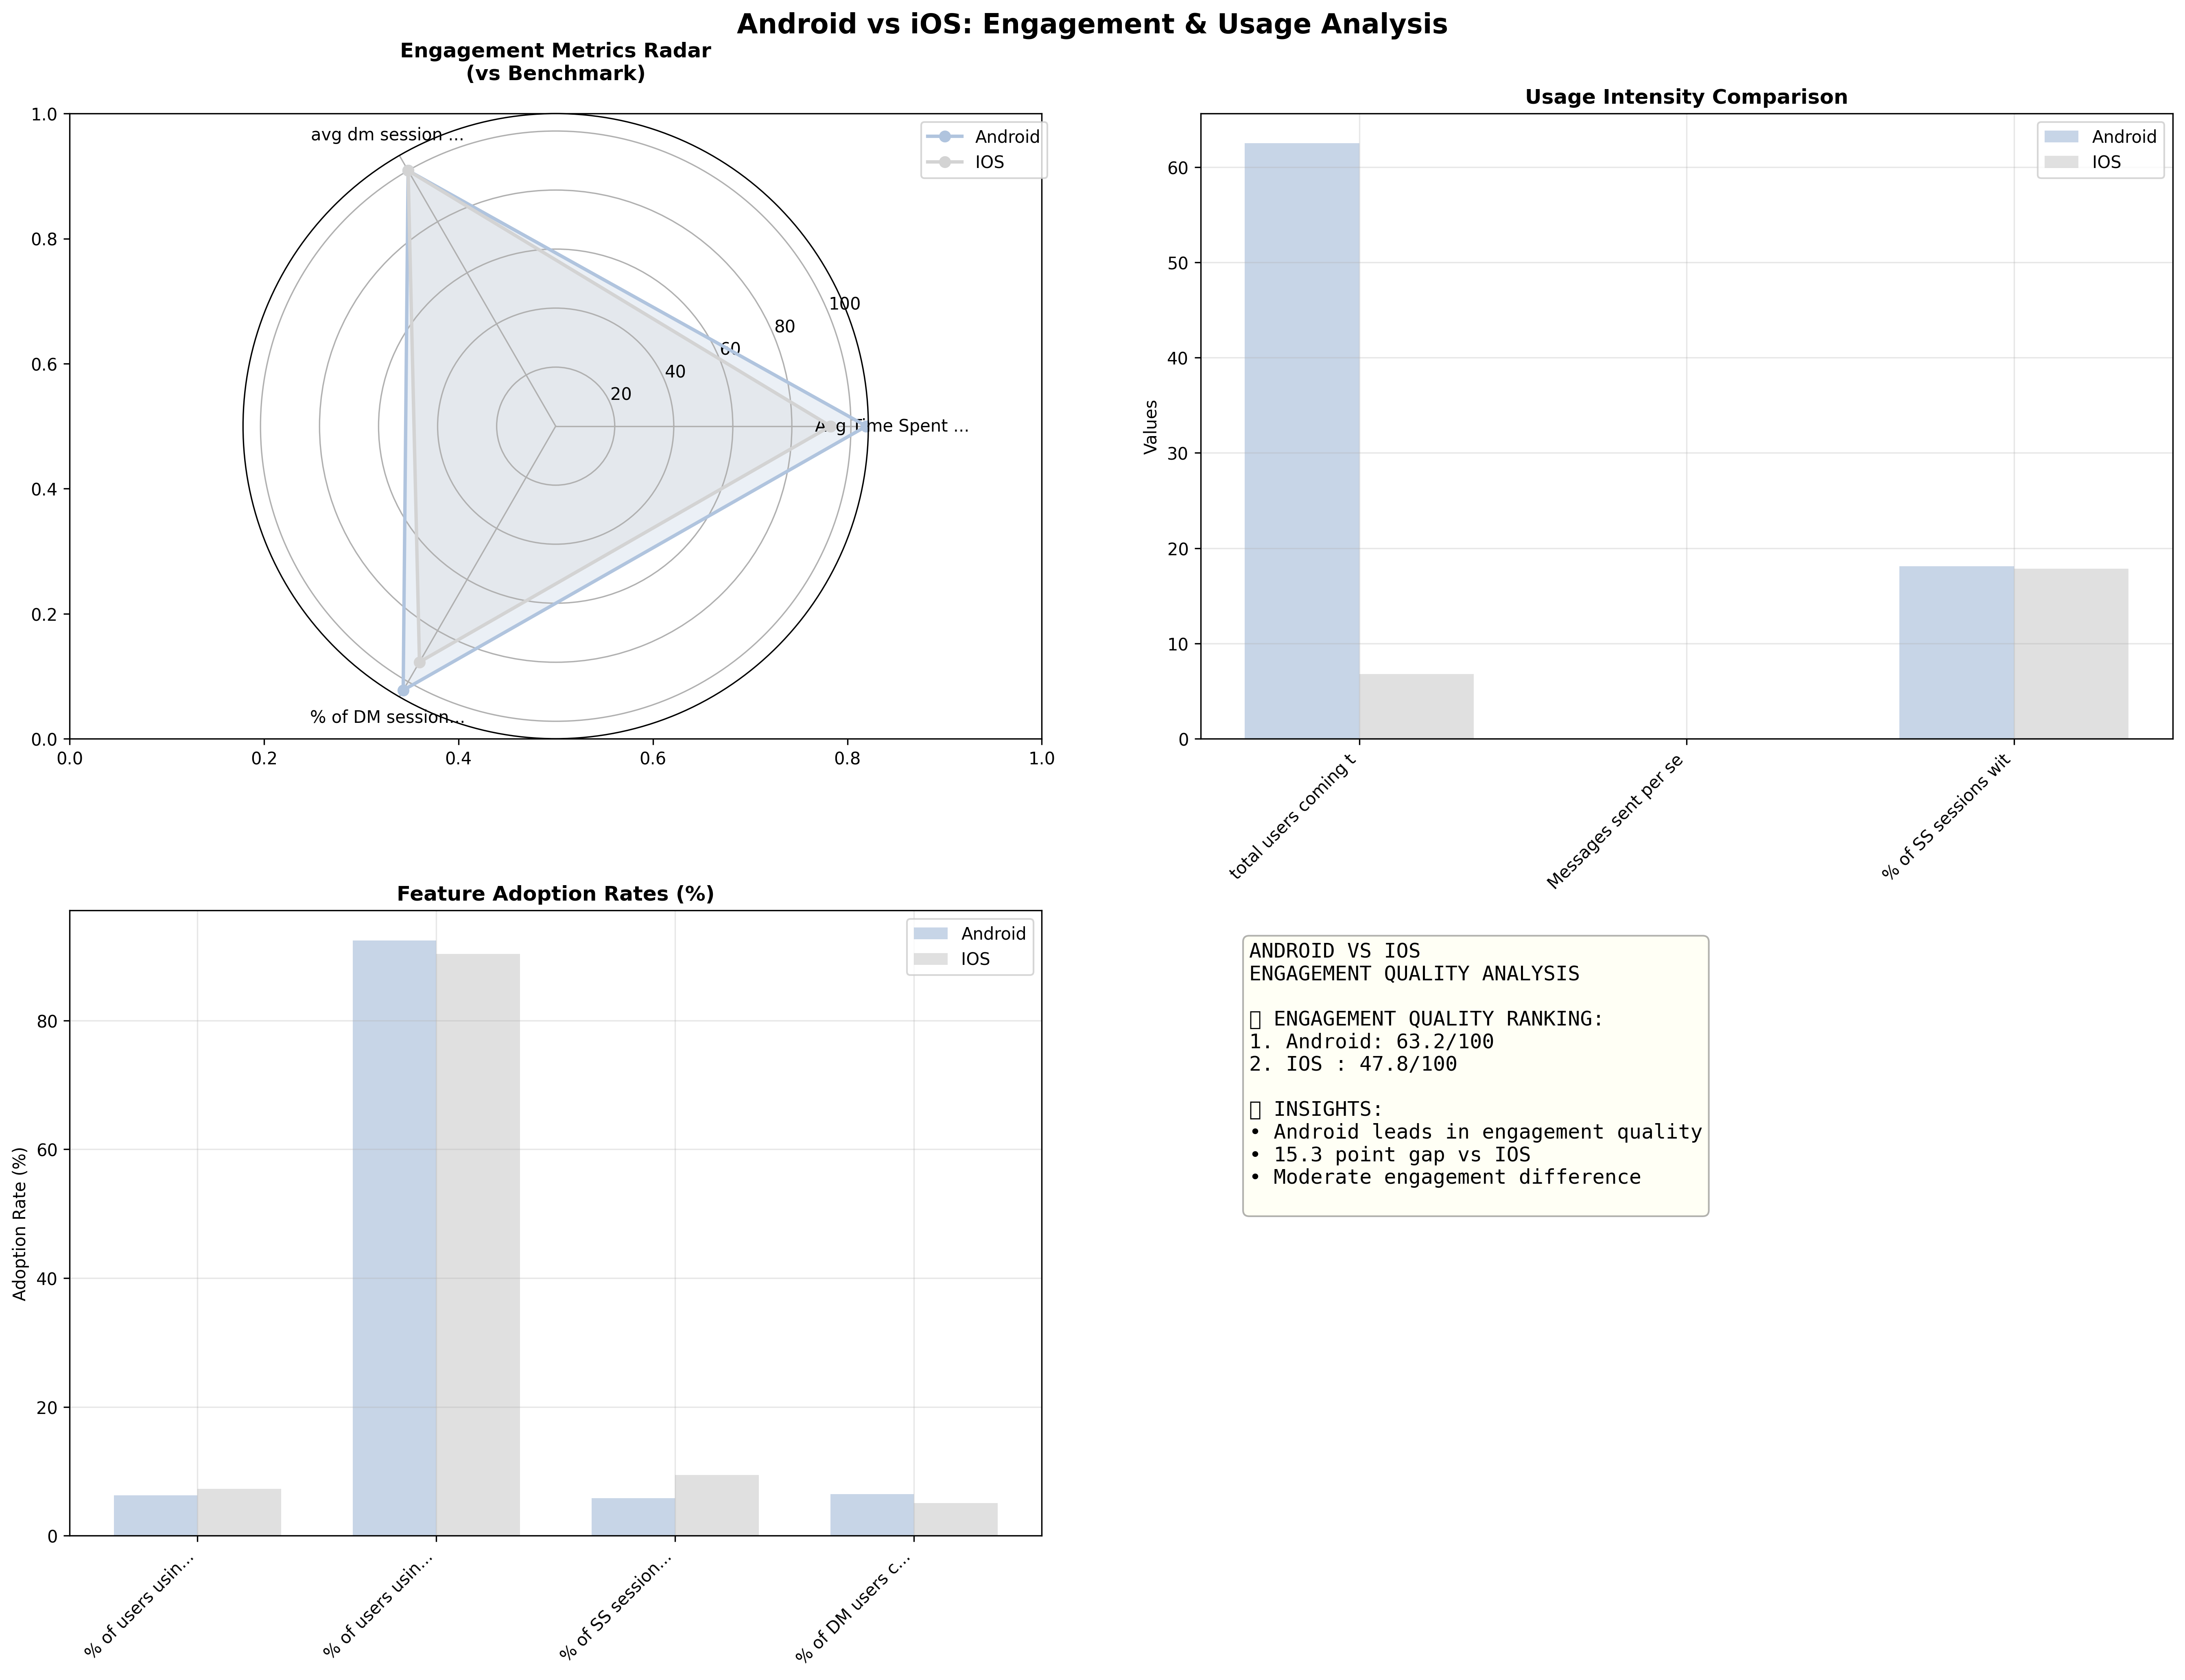 Android vs iOS: Engagement & Usage Analysis
Engagement Metrics Radar
(vs Benchmark)
1.0
0.8
0.6
0.4
0.2
0.0
0.0
0.2
0.4
0.6
0.8
1.0
avg dm session ...
Time Spent ...
% of DM session...
20
40
60
80
100
Android
IOS
Usage Intensity Comparison
Values
60
50
40
30
20
10
0
total users coming t
Messages sent per se
% of SS sessions wit
Android
IOS
Feature Adoption Rates (%)
Adoption Rate (%)
80
60
40
20
0
% of users usin...
% of users usin...
% of SS session...
% of DM users c...
Android
IOS
ANDROID VS IOS
ENGAGEMENT QUALITY ANALYSIS
ENGAGEMENT QUALITY RANKING:
1. Android: 63.2/100
2. IOS : 47.8/100
INSIGHTS:
• Android leads in engagement quality
• 15.3 point gap vs IOS
• Moderate engagement difference